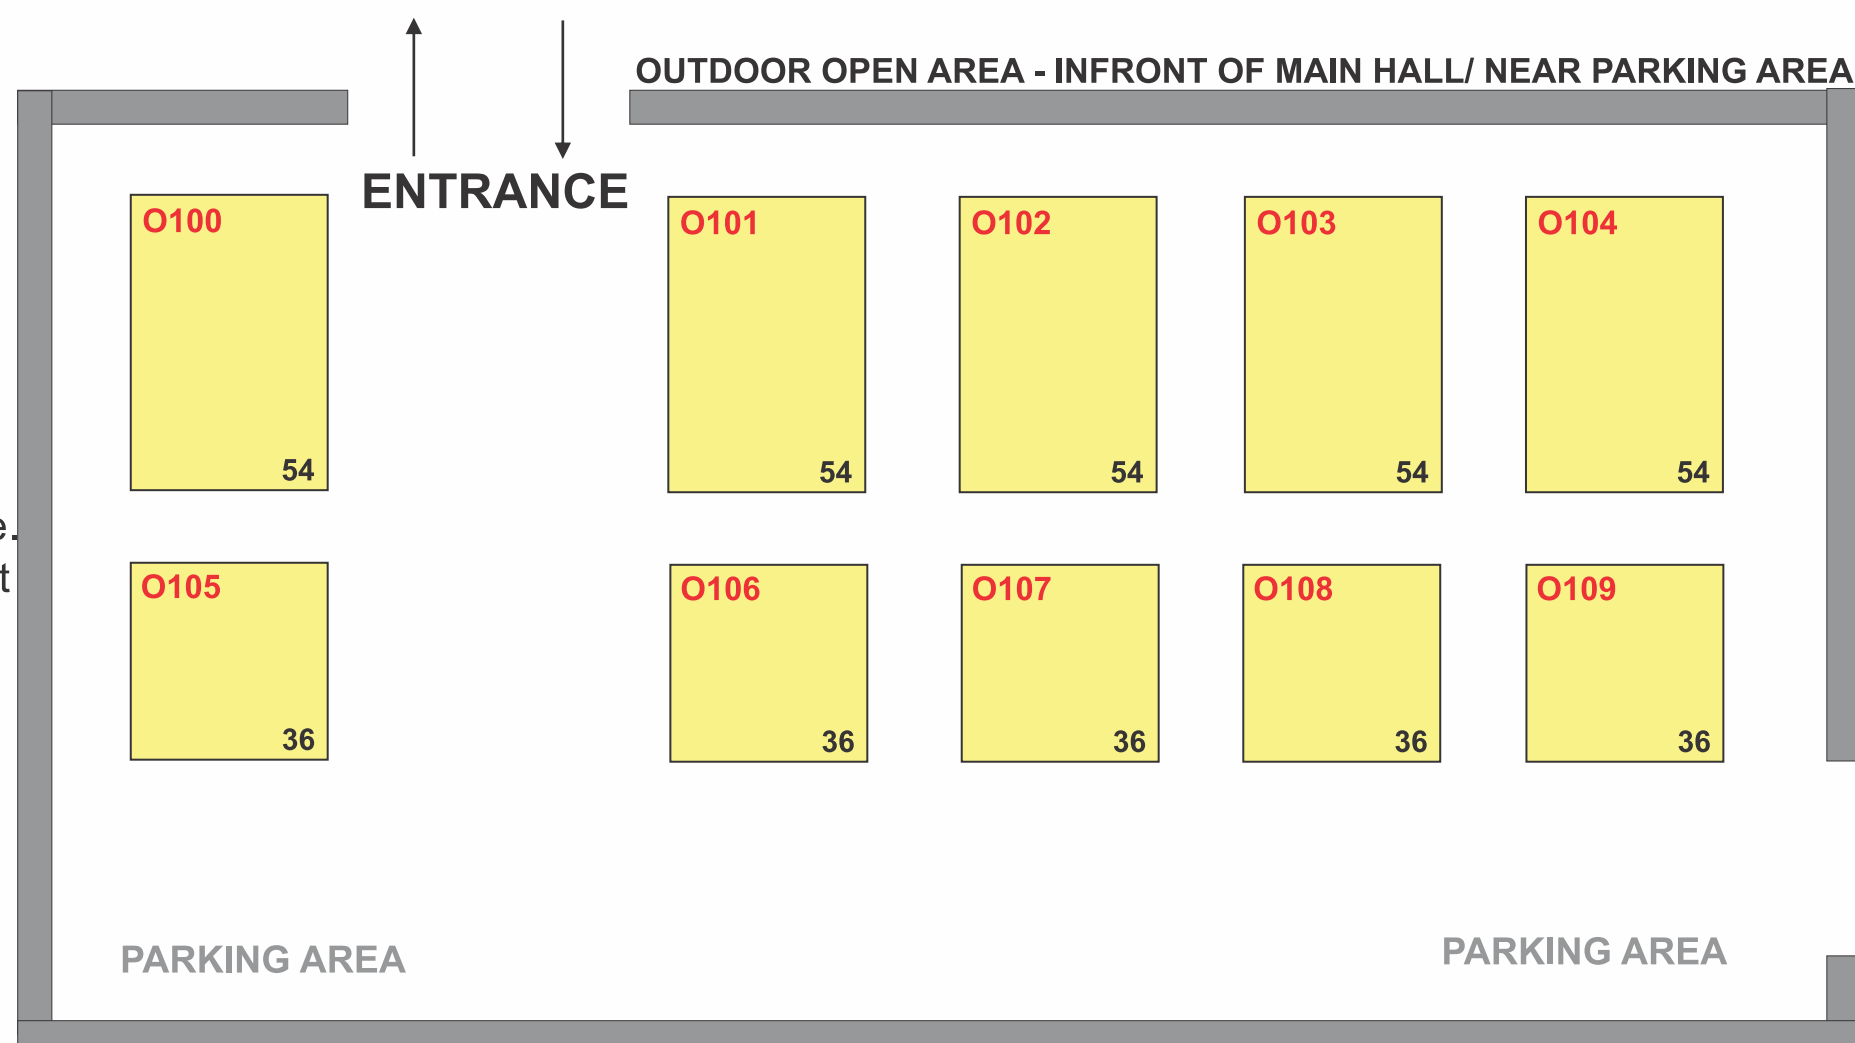 OUTDOOR OPEN AREA - INFRONT OF MAIN HALL/ NEAR PARKING AREA
ENTRANCE
O100
O101
O102
O103
O104
54
54
54
54
54
e.
t
O105
O106
O107
O108
O109
36
36
36
36
36
PARKING AREA
PARKING AREA